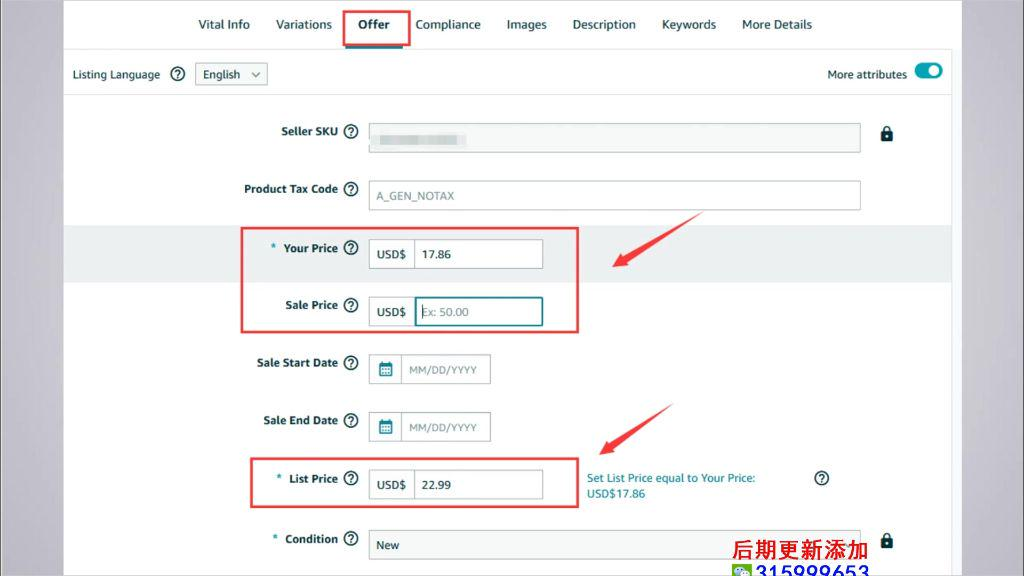 Vital Info Variations Offer Compliance Images Description Keywords More Details
Listing Language ? English More attributes
Seller SKU ?
Product Tax Code ? A_GEN_NOTAX
* Your Price ? USD$ 17.86
Sale Price ? USD$ Ex: 50.00
Sale Start Date ? MM/DD/YYYY
Sale End Date ? MM/DD/YYYY
* List Price ? USD$ 22.99 Set List Price equal to Your Price: ?
USD$17.86
* Condition ? New
后期更新添加
315999653